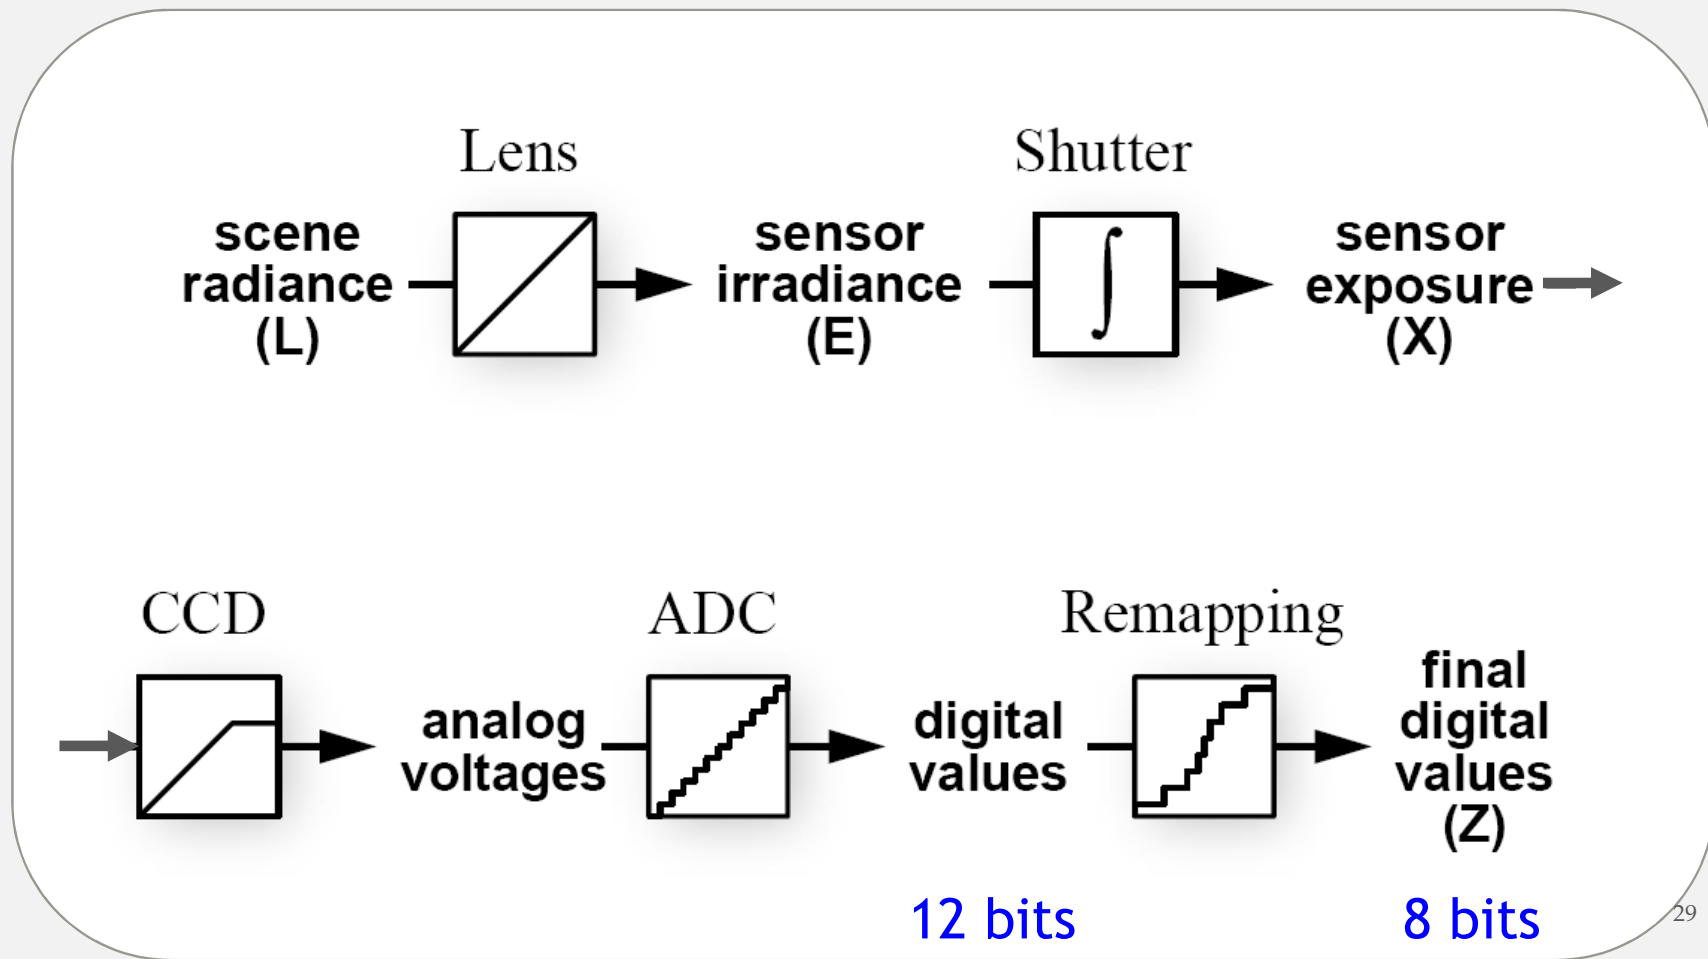 Lens
Shutter
scene
radiance
(L)
sensor
irradiance
(E)
∫
sensor
exposure
(X)
CCD
ADC
Remapping
analog
voltages
digital
values
final
digital
values
(Z)
12 bits
8 bits
29